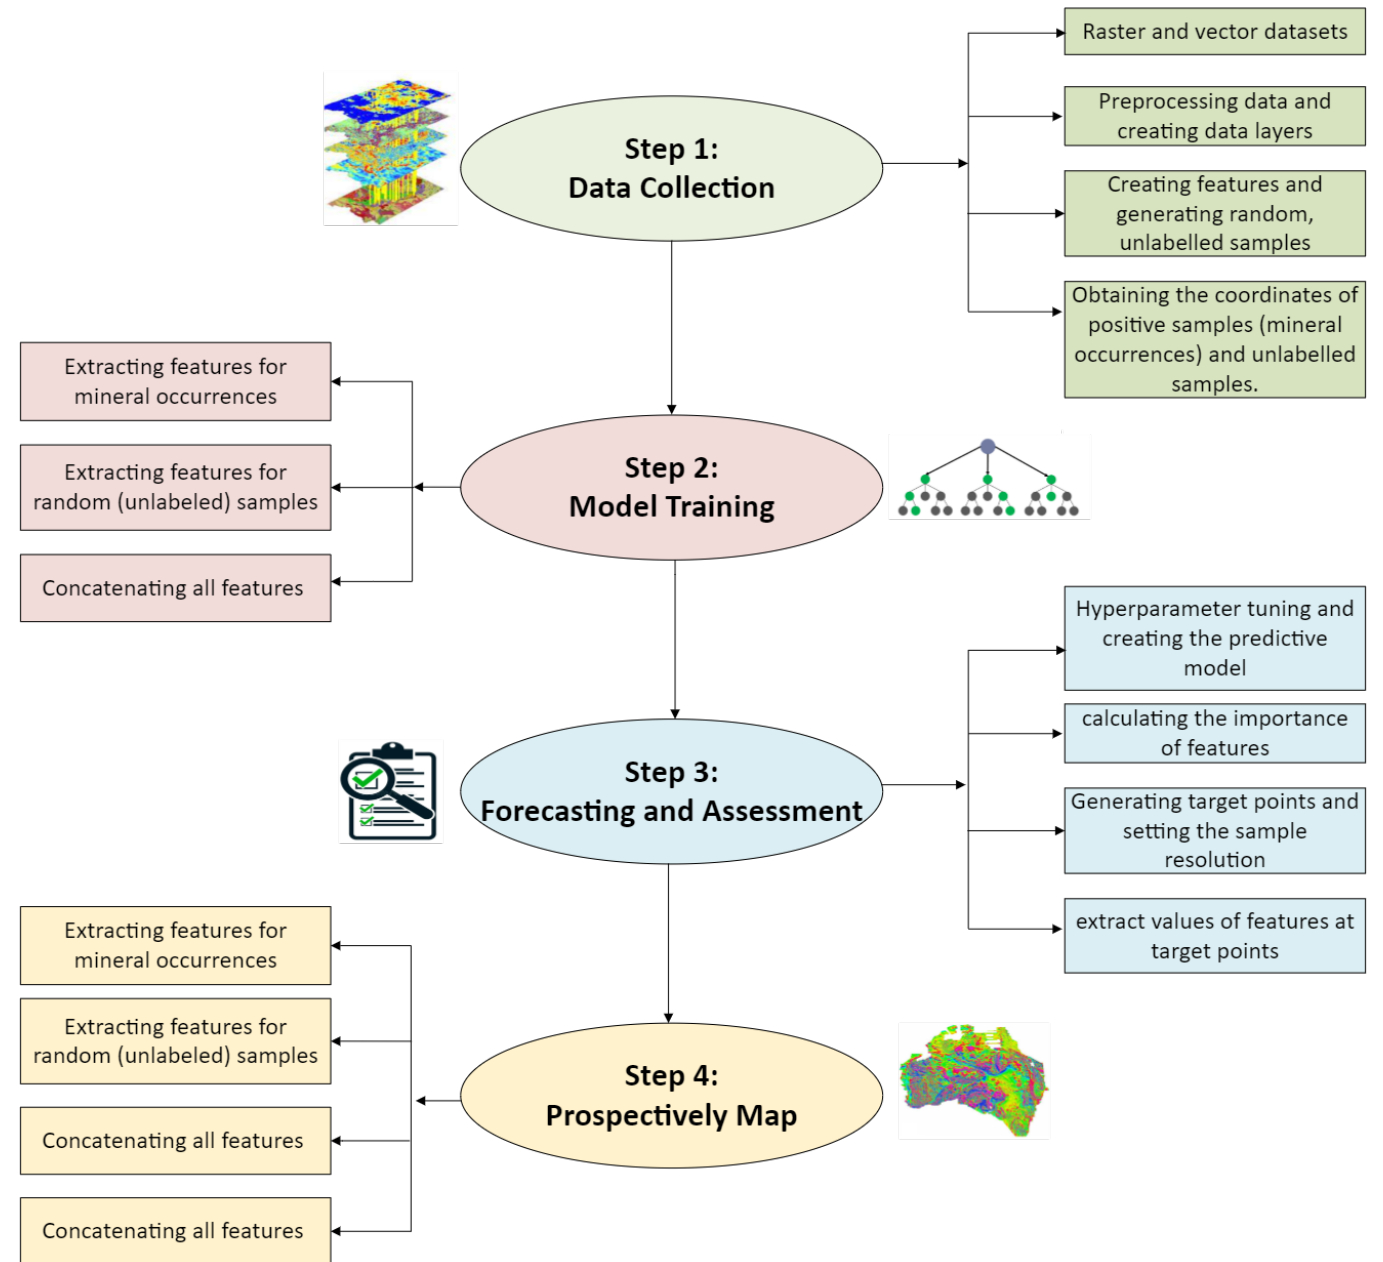 Step 1:
Data Collection
Raster and vector datasets
Preprocessing data and
creating data layers
Creating features and
generating random,
unlabelled samples
Obtaining the coordinates of
positive samples (mineral
occurrences) and unlabelled
samples.
Step 2:
Model Training
Extracting features for
mineral occurrences
Extracting features for
random (unlabeled) samples
Concatenating all features
Step 3:
Forecasting and Assessment
Hyperparameter tuning and
creating the predictive
model
calculating the importance
of features
Generating target points and
setting the sample
resolution
extract values of features at
target points
Step 4:
Prospectively Map
Extracting features for
mineral occurrences
Extracting features for
random (unlabeled) samples
Concatenating all features
Concatenating all features